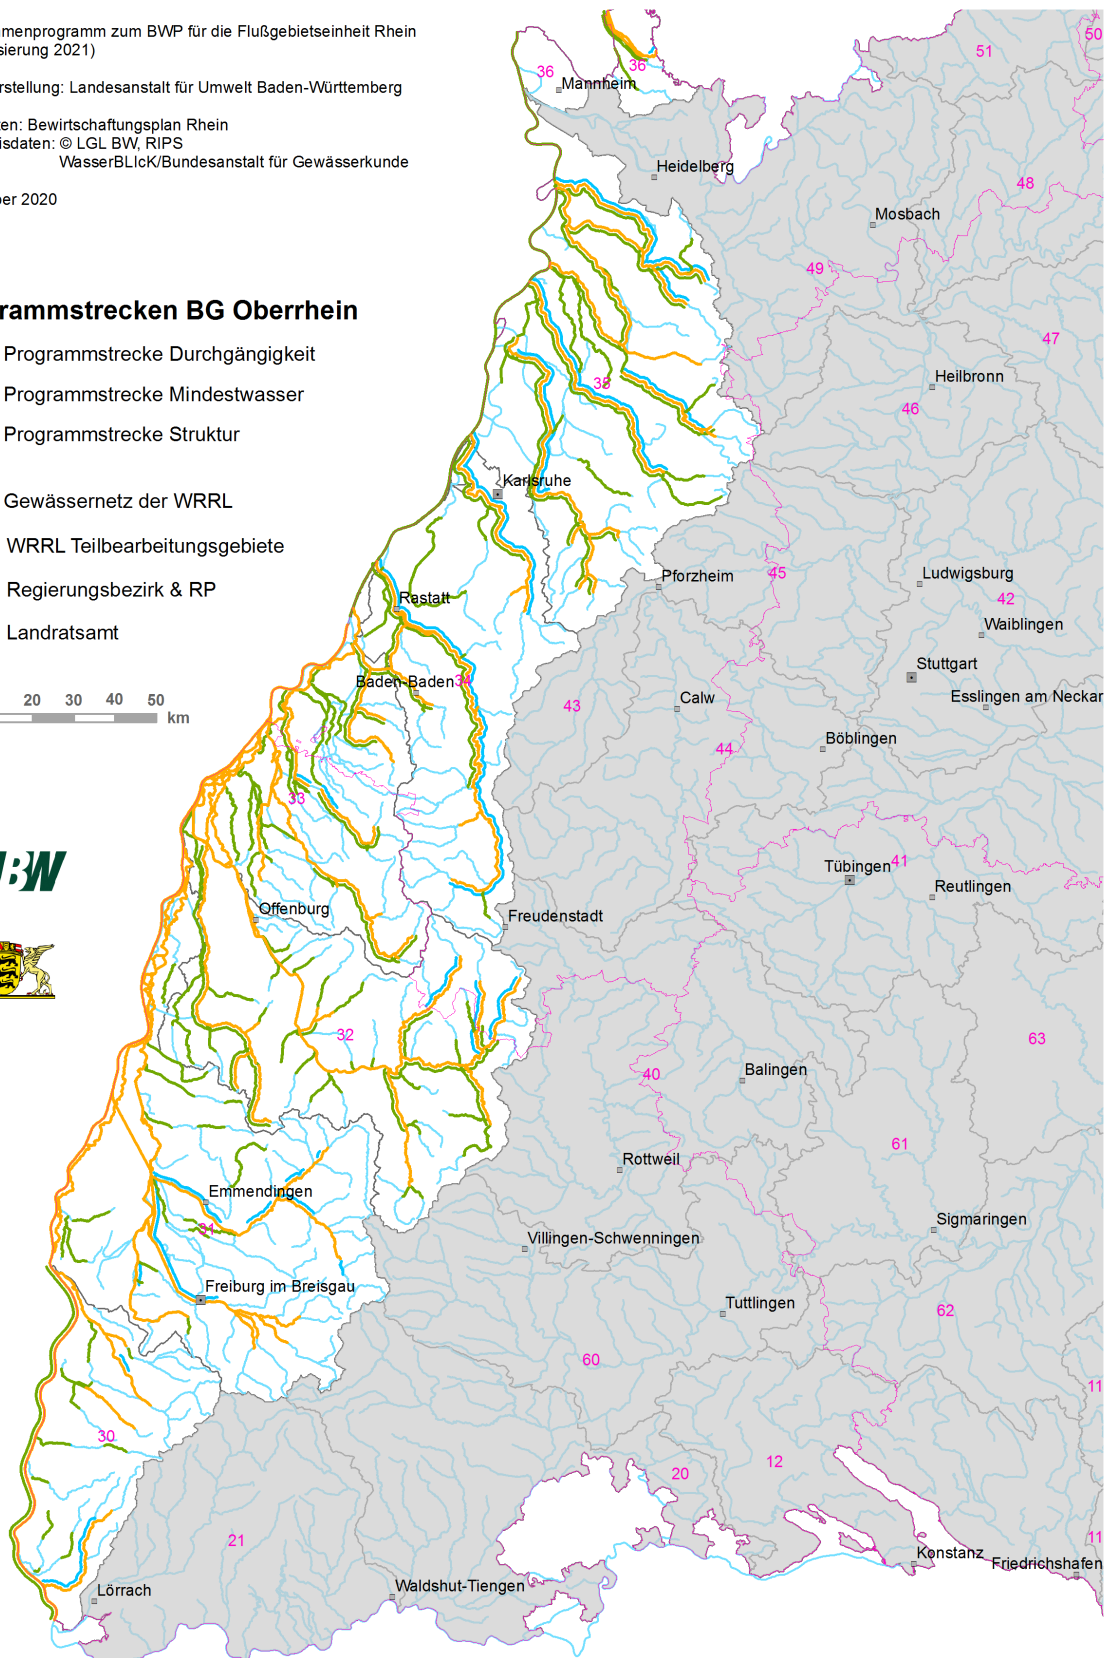 menprogramm zum BWP für die Flußgebietseinheit Rhein
sierung 2021)
rstellung: Landesanstalt für Umwelt Baden-Württemberg
ten: Bewirtschaftungsplan Rhein
isdaten: © LGL BW, RIPS
WasserBLIcK/Bundesanstalt für Gewässerkunde
ber 2020
rammstrecken BG Oberrhein
Programmstrecke Durchgängigkeit
Programmstrecke Mindestwasser
Programmstrecke Struktur
Gewässernetz der WRRL
WRRL Teilbearbeitungsgebiete
Regierungsbezirk & RP
Landratsamt
20 30 40 50 km
BW
36
36
51
50
Mannheim
Heidelberg
48
Mosbach
49
47
35
Heilbronn
46
Karlsruhe
Pforzheim
45
Ludwigsburg
42
Rastatt
Waiblingen
Stuttgart
Baden-Baden
34
43
Calw
Esslingen am Neckar
44
Böblingen
33
Tübingen
41
Reutlingen
Offenburg
Freudenstadt
32
63
40
Balingen
61
Rottweil
Emmendingen
31
Sigmaringen
Villingen-Schwenningen
Freiburg im Breisgau
Tuttlingen
62
60
11
30
12
20
21
11
Konstanz
Friedrichshafen
Lörrach
Waldshut-Tiengen